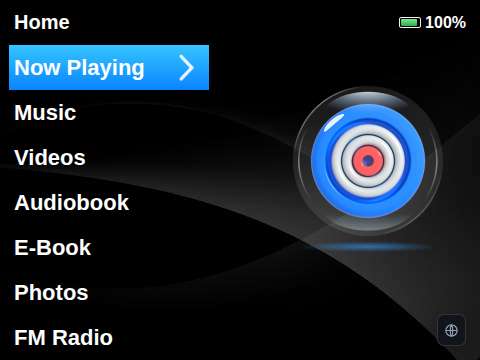 Home
100%
Now Playing
Music
Videos
Audiobook
E-Book
Photos
FM Radio